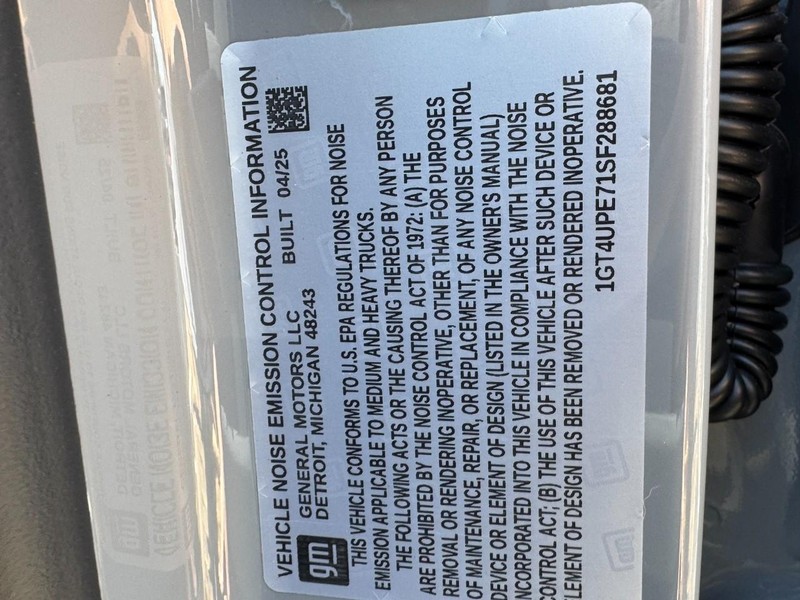 VEHICLE NOISE EMISSION CONTROL INFORMATION
gm
GENERAL MOTORS LLC
BUILT 04/25
DETROIT, MICHIGAN 48243
THIS VEHICLE CONFORMS TO U.S. EPA REGULATIONS FOR NOISE
EMISSION APPLICABLE TO MEDIUM AND HEAVY TRUCKS.
THE FOLLOWING ACTS OR THE CAUSING THEREOF BY ANY PERSON
ARE PROHIBITED BY THE NOISE CONTROL ACT OF 1972: (A) THE
REMOVAL OR RENDERING INOPERATIVE, OTHER THAN FOR PURPOSES
OF MAINTENANCE, REPAIR, OR REPLACEMENT, OF ANY NOISE CONTROL
DEVICE OR ELEMENT OF DESIGN (LISTED IN THE OWNER'S MANUAL)
INCORPORATED INTO THIS VEHICLE IN COMPLIANCE WITH THE NOISE
CONTROL ACT; (B) THE USE OF THIS VEHICLE AFTER SUCH DEVICE OR
LEMENT OF DESIGN HAS BEEN REMOVED OR RENDERED INOPERATIVE.
1GT4UPE71SF288681